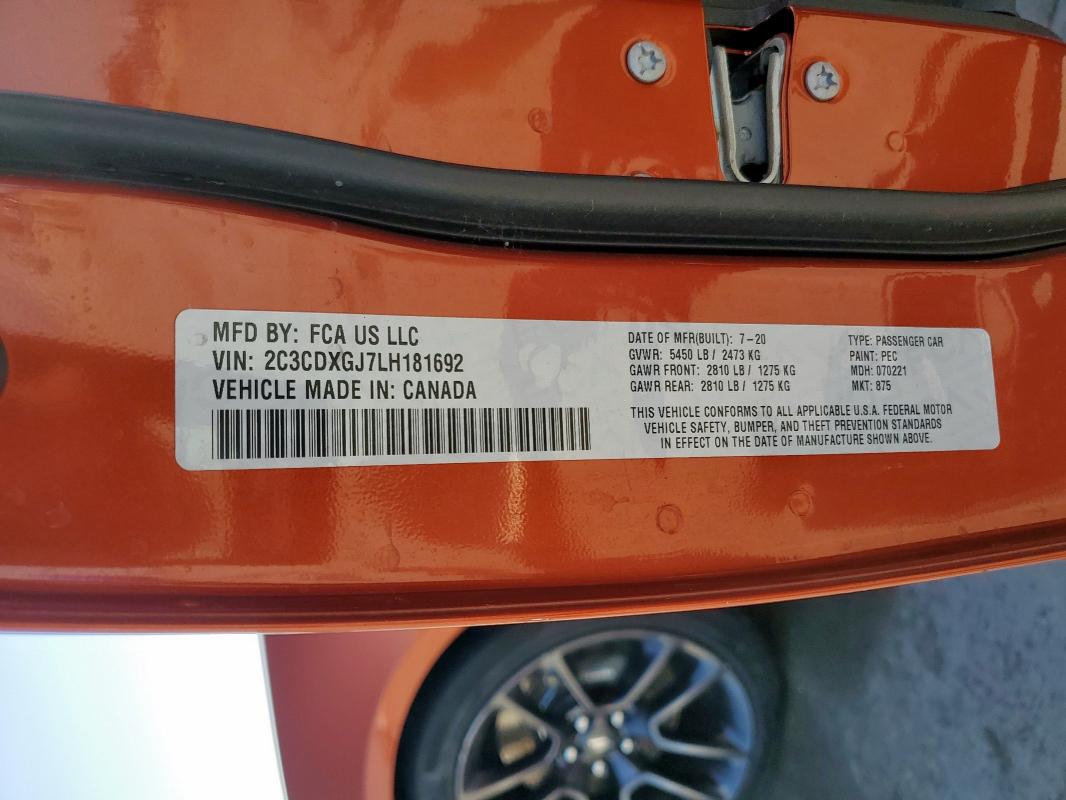 MFD BY: FCA US LLC
VIN: 2C3CDXGJ7LH181692
VEHICLE MADE IN: CANADA
DATE OF MFR(BUILT): 7-20
GVWR: 5450 LB / 2473 KG
GAWR FRONT: 2810 LB / 1275 KG
GAWR REAR: 2810 LB / 1275 KG
TYPE: PASSENGER CAR
PAINT: PEC
MDH: 070221
MKT: 875
THIS VEHICLE CONFORMS TO ALL APPLICABLE U.S.A. FEDERAL MOTOR
VEHICLE SAFETY, BUMPER, AND THEFT PREVENTION STANDARDS
IN EFFECT ON THE DATE OF MANUFACTURE SHOWN ABOVE.